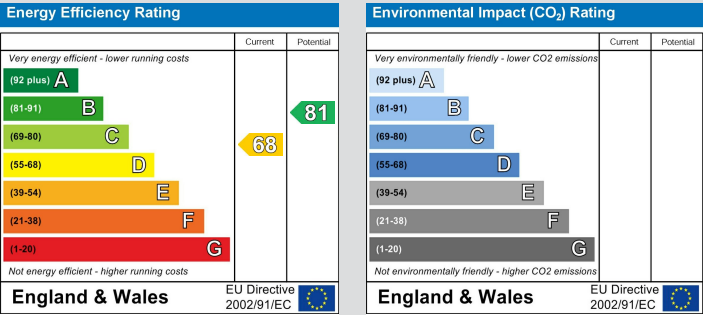 Energy Efficiency Rating
Current Potential
Very energy efficient - lower running costs
(92 plus) A
(81-91) B
81
(69-80) C
68
(55-68) D
(39-54) E
(21-38) F
(1-20) G
Not energy efficient - higher running costs
England & Wales
EU Directive
2002/91/EC
Environmental Impact (CO₂) Rating
Current Potential
Very environmentally friendly - lower CO2 emissions
(92 plus) A
(81-91) B
(69-80) C
(55-68) D
(39-54) E
(21-38) F
(1-20) G
Not environmentally friendly - higher CO2 emissions
England & Wales
EU Directive
2002/91/EC